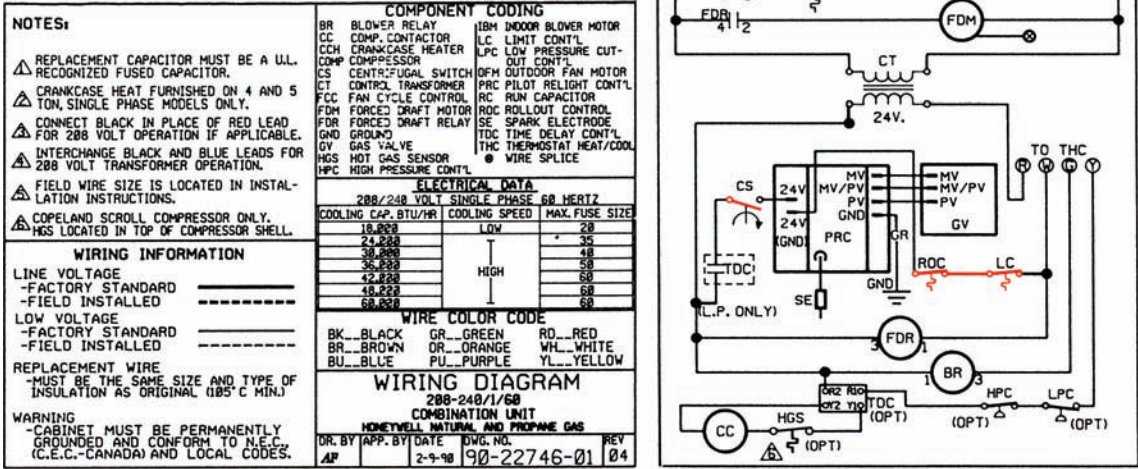 NOTES:
1 REPLACEMENT CAPACITOR MUST BE A U.L.
RECOGNIZED FUSED CAPACITOR.
2 CRANKCASE HEAT FURNISHED ON 4 AND 5
TON, SINGLE PHASE MODELS ONLY.
3 CONNECT BLACK IN PLACE OF RED LEAD
FOR 208 VOLT OPERATION IF APPLICABLE.
4 INTERCHANGE BLACK AND BLUE LEADS FOR
208 VOLT TRANSFORMER OPERATION.
5 FIELD WIRE SIZE IS LOCATED IN INSTAL-
LATION INSTRUCTIONS.
6 COPELAND SCROLL COMPRESSOR ONLY.
HGS LOCATED IN TOP OF COMPRESSOR SHELL.
WIRING INFORMATION
LINE VOLTAGE
-FACTORY STANDARD
-FIELD INSTALLED
LOW VOLTAGE
-FACTORY STANDARD
-FIELD INSTALLED
REPLACEMENT WIRE
-MUST BE THE SAME SIZE AND TYPE OF
INSULATION AS ORIGINAL (105°C MIN.)
WARNING
-CABINET MUST BE PERMANENTLY
GROUNDED AND CONFORM TO N.E.C.,
(C.E.C.-CANADA) AND LOCAL CODES.
COMPONENT CODING
BR BLOWER RELAY
CC COMP. CONTACTOR
CCH CRANKCASE HEATER
COMP COMPRESSOR
CS CENTRIFUGAL SWITCH
CT CONTROL TRANSFORMER
FCC FAN CYCLE CONTROL
FDM FORCED DRAFT MOTOR
FDR FORCED DRAFT RELAY
GND GROUND
GV GAS VALVE
HGS HOT GAS SENSOR
HPC HIGH PRESSURE CONT'L
IBM INDOOR BLOWER MOTOR
LC LIMIT CONT'L
LPC LOW PRESSURE CUT-
OUT CONT'L
OFM OUTDOOR FAN MOTOR
PRC PILOT RELIGHT CONT'L
RC RUN CAPACITOR
ROC ROLLOUT CONTROL
SE SPARK ELECTRODE
TDC TIME DELAY CONT'L
THC THERMOSTAT HEAT/COOL
WIRE SPLICE
ELECTRICAL DATA
208/240 VOLT SINGLE PHASE 60 HERTZ
COOLING CAP. BTU/HR COOLING SPEED MAX. FUSE SIZE
18,000 LOW 20
24,000 35
30,000 40
36,000 HIGH 50
42,000 60
48,000 60
60,000 60
WIRE COLOR CODE
BK__BLACK GR__GREEN RD__RED
BR__BROWN OR__ORANGE WH__WHITE
BU__BLUE PU__PURPLE YL__YELLOW
WIRING DIAGRAM
208-240/1/60
COMBINATION UNIT
HONEYWELL NATURAL AND PROPANE GAS
DR. BY APP. BY DATE DWG. NO. REV
AF 2-9-90 90-22746-01 04
FDR
4 2
FDM
CT
24V.
TO THC
R W G Y
CS
24V
24V
(GND)
MV
MV/PV
PV
GND
PRC
MV
MV/PV
PV
GV
GR
TDC
(L.P. ONLY)
SE
GND
ROC
LC
3 FDR 1
1 BR 3
OR2 R1O
OY2 Y1O
TDC
(OPT)
HPC
(OPT)
LPC
(OPT)
CC
HGS
6 (OPT)